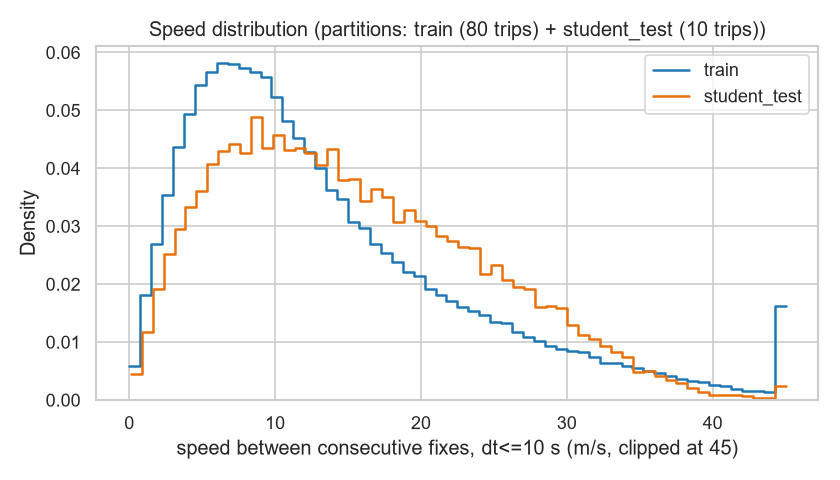 Speed distribution (partitions: train (80 trips) + student_test (10 trips))
train
student_test
Density
0.06
0.05
0.04
0.03
0.02
0.01
0.00
0 10 20 30 40
speed between consecutive fixes, dt<=10 s (m/s, clipped at 45)